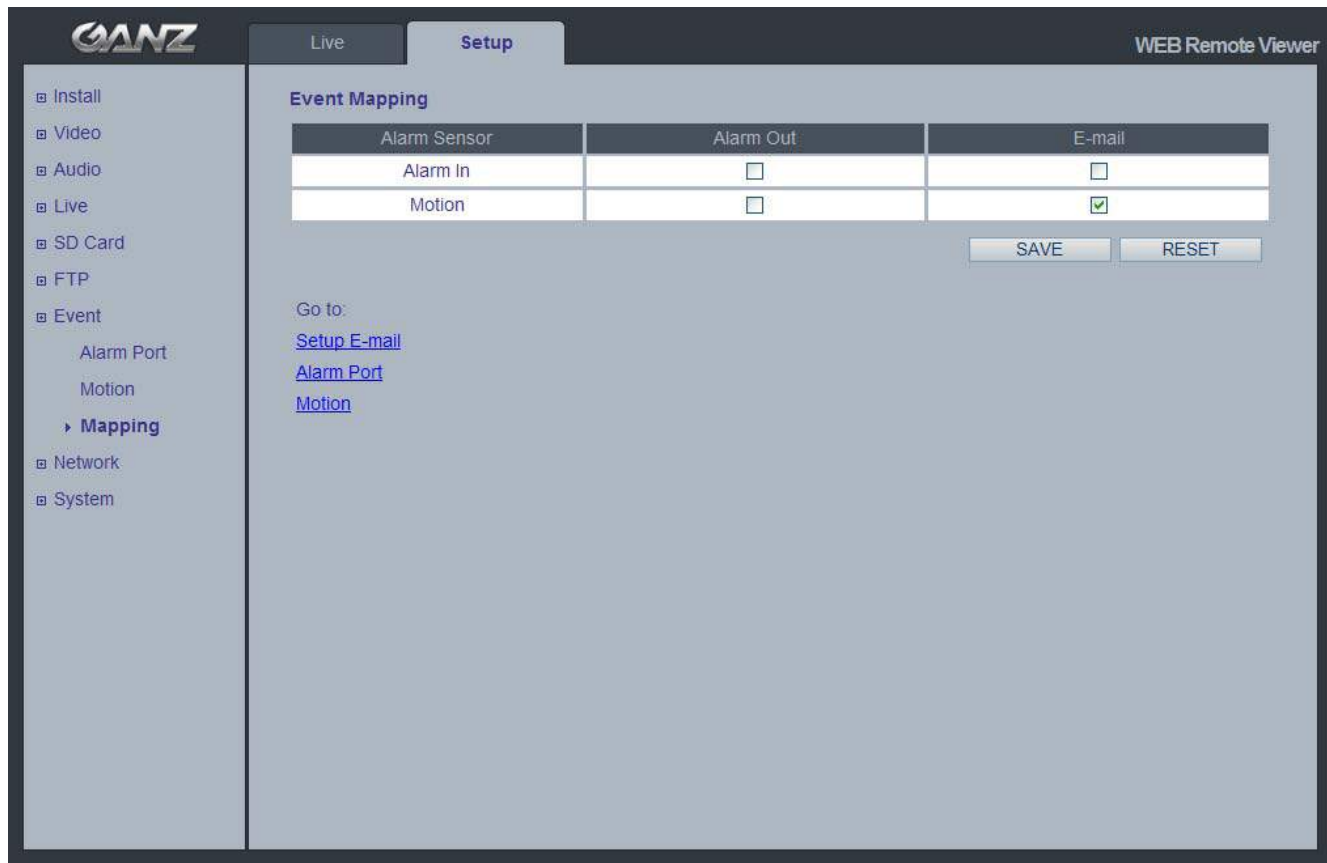 GANZ
Live
Setup
WEB Remote Viewer
Install
Video
Audio
Live
SD Card
FTP
Event
Alarm Port
Motion
Mapping
Network
System
Event Mapping
Alarm Sensor Alarm Out E-mail
Alarm In
Motion
SAVE RESET
Go to:
Setup E-mail
Alarm Port
Motion